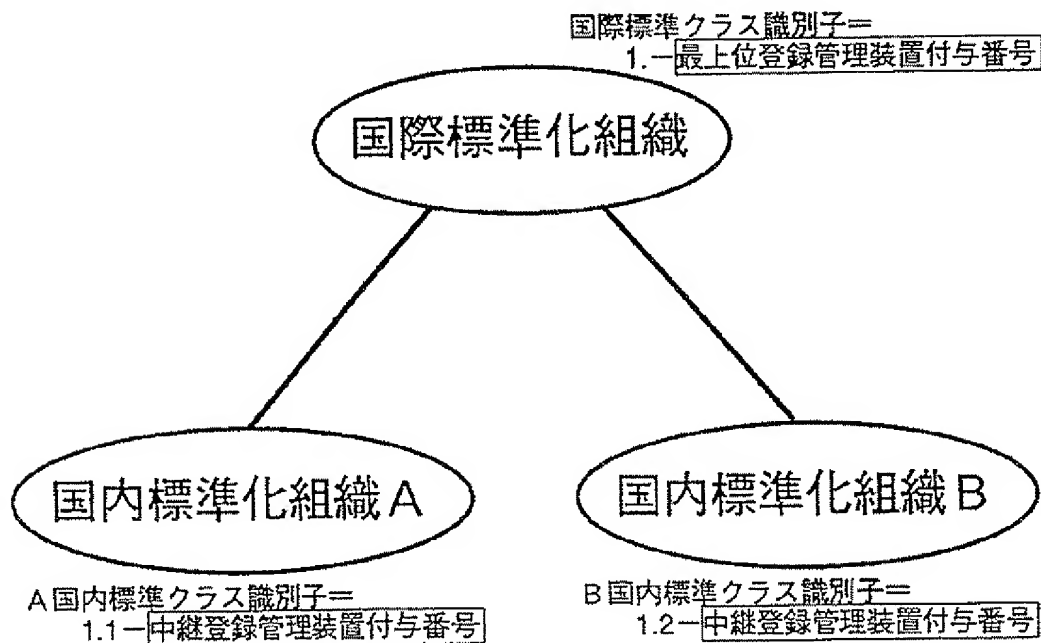 国際標準クラス識別子＝
1.－最上位登録管理装置付与番号
国際標準化組織
国内標準化組織A
国内標準化組織B
A国内標準クラス識別子＝
1.1－中継登録管理装置付与番号
B国内標準クラス識別子＝
1.2－中継登録管理装置付与番号